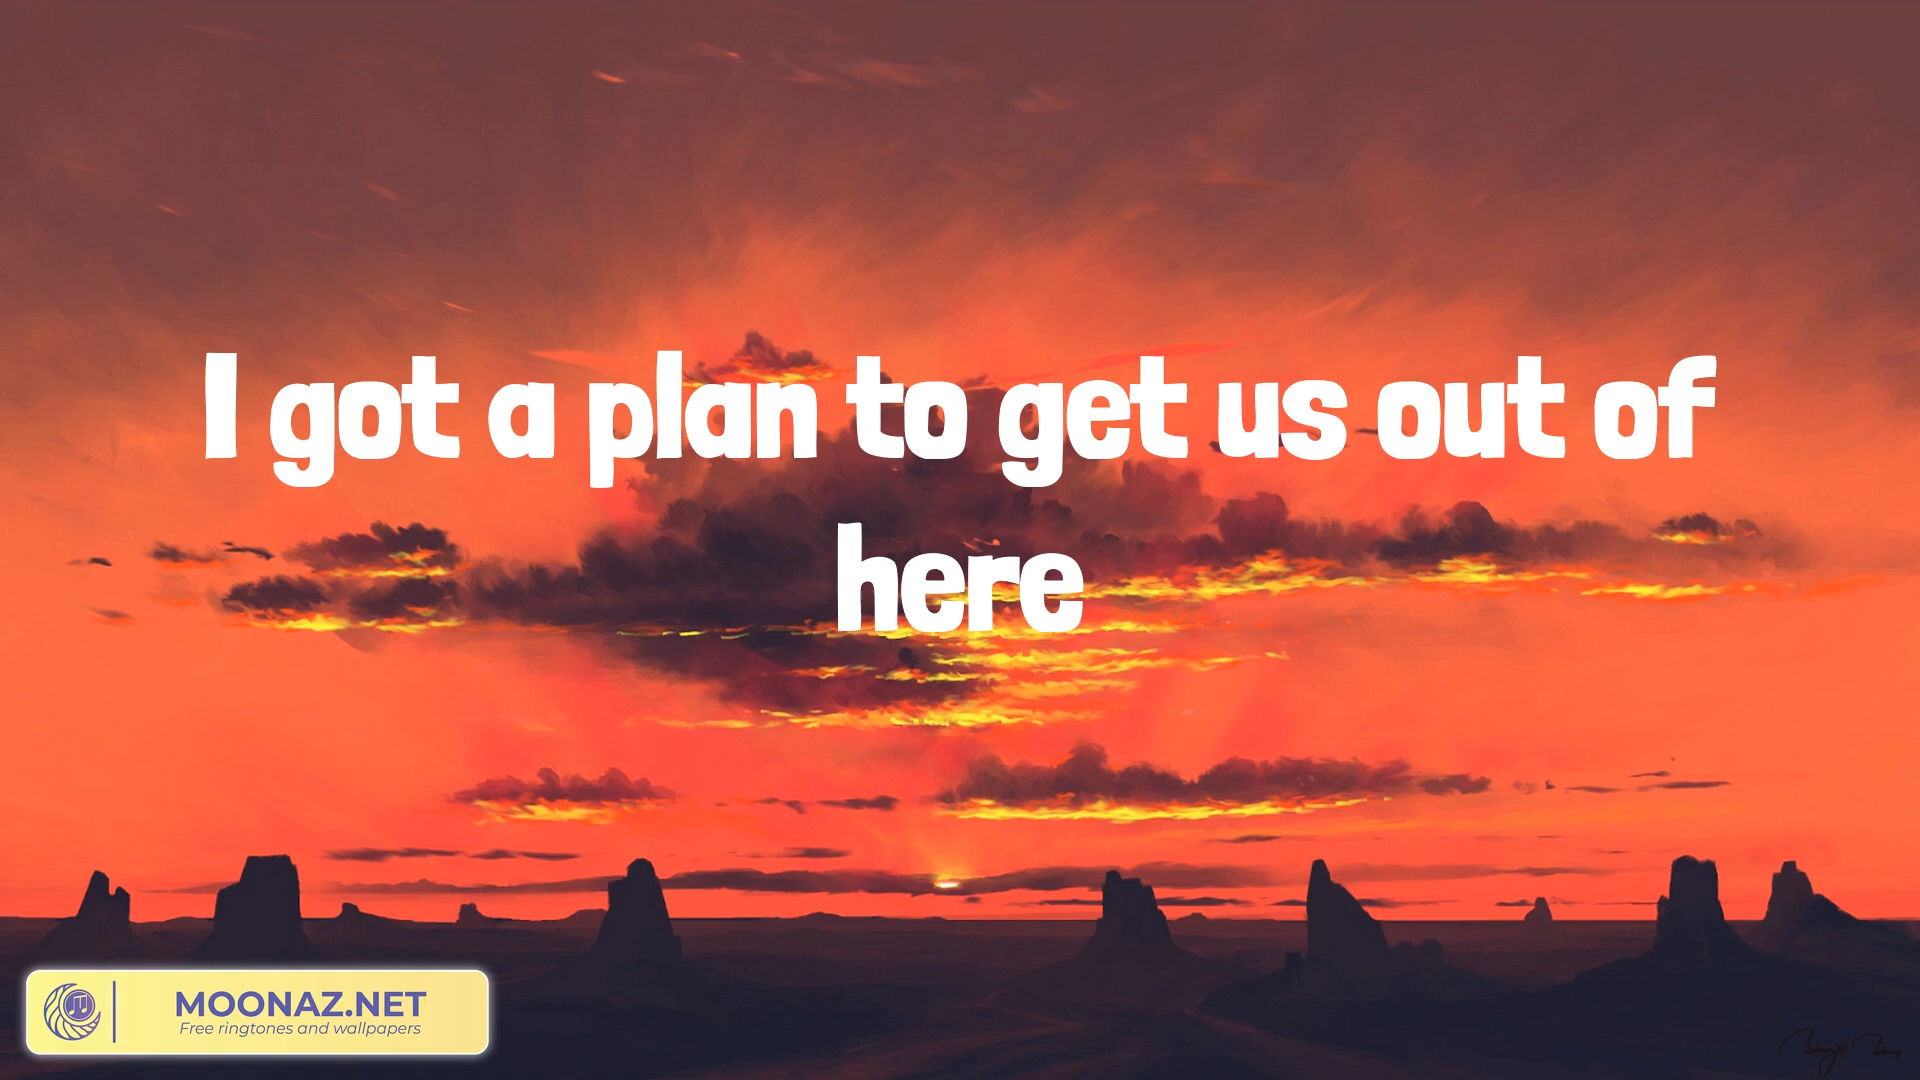 I got a plan to get us out of
here
MOONAZ.NET
Free ringtones and wallpapers